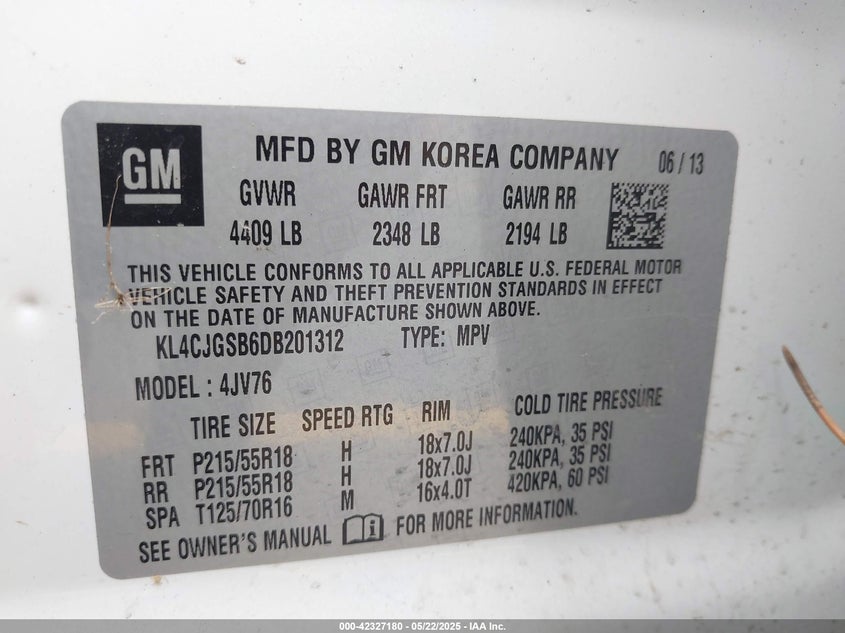 GM
MFD BY GM KOREA COMPANY 06 / 13
GVWR GAWR FRT GAWR RR
4409 LB 2348 LB 2194 LB
THIS VEHICLE CONFORMS TO ALL APPLICABLE U.S. FEDERAL MOTOR
VEHICLE SAFETY AND THEFT PREVENTION STANDARDS IN EFFECT
ON THE DATE OF MANUFACTURE SHOWN ABOVE.
KL4CJGSB6DB201312 TYPE: MPV
MODEL : 4JV76
TIRE SIZE SPEED RTG RIM COLD TIRE PRESSURE
FRT P215/55R18 H 18x7.0J 240KPA, 35 PSI
RR P215/55R18 H 18x7.0J 240KPA, 35 PSI
SPA T125/70R16 M 16x4.0T 420KPA, 60 PSI
SEE OWNER'S MANUAL i FOR MORE INFORMATION.
000-42327180 - 05/22/2025 - IAA Inc.